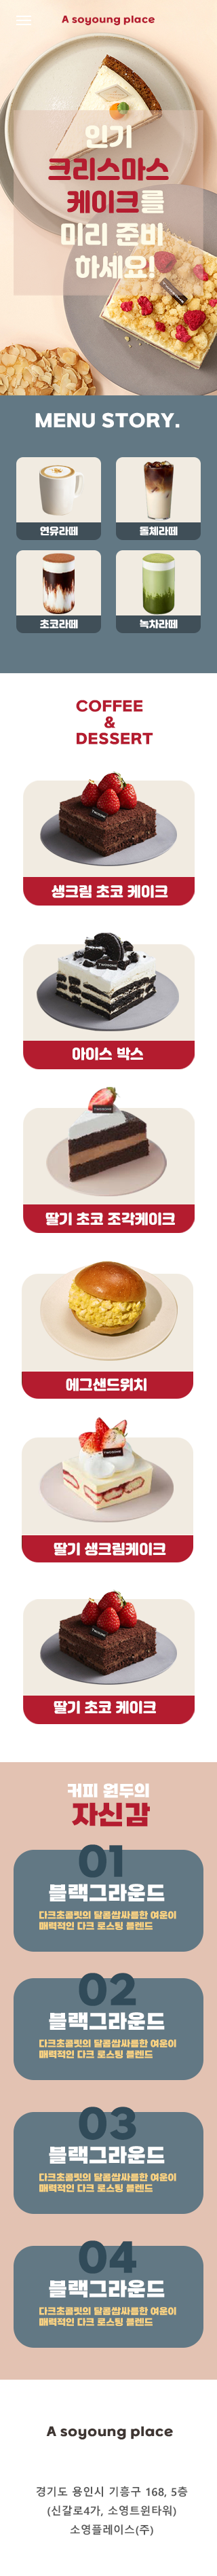 A soyoung place
인기
크리스마스
케이크를
미리 준비
하세요!
MENU STORY.
연유라떼
돌체라떼
초코라떼
녹차라떼
COFFEE
&
DESSERT
생크림 초코 케이크
아이스 박스
딸기 초코 조각케이크
에그샌드위치
딸기 생크림케이크
딸기 초코 케이크
커피 원두의
자신감
01
블랙그라운드
다크초콜릿의 달콤쌉싸름한 여운이
매력적인 다크 로스팅 블렌드
02
블랙그라운드
다크초콜릿의 달콤쌉싸름한 여운이
매력적인 다크 로스팅 블렌드
03
블랙그라운드
다크초콜릿의 달콤쌉싸름한 여운이
매력적인 다크 로스팅 블렌드
04
블랙그라운드
다크초콜릿의 달콤쌉싸름한 여운이
매력적인 다크 로스팅 블렌드
A soyoung place
경기도 용인시 기흥구 168, 5층
(신갈로4가, 소영트윈타워)
소영플레이스(주)